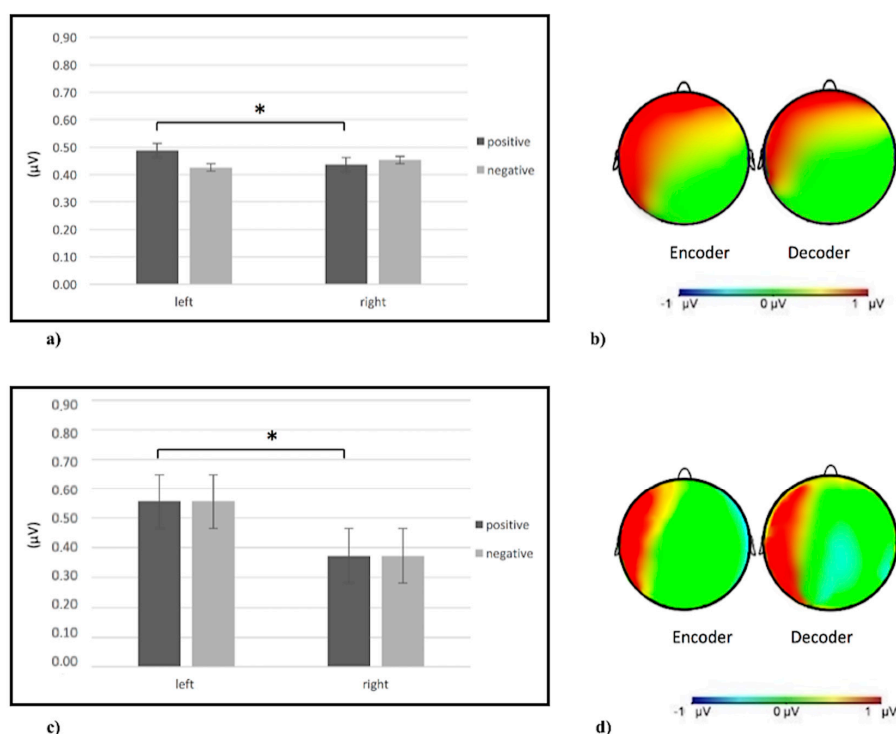 0,90
0.80
0.70
0.60
0.50
0.40
0.30
0.20
0.10
0.00
(µV)
*
positive
negative
left right
a)
Encoder Decoder
-1 µV 0 µV 1 µV
b)
0,90
0.80
0.70
0.60
0.50
0.40
0.30
0.20
0.10
0.00
(µV)
*
positive
negative
left right
c)
Encoder Decoder
-1 µV 0 µV 1 µV
d)